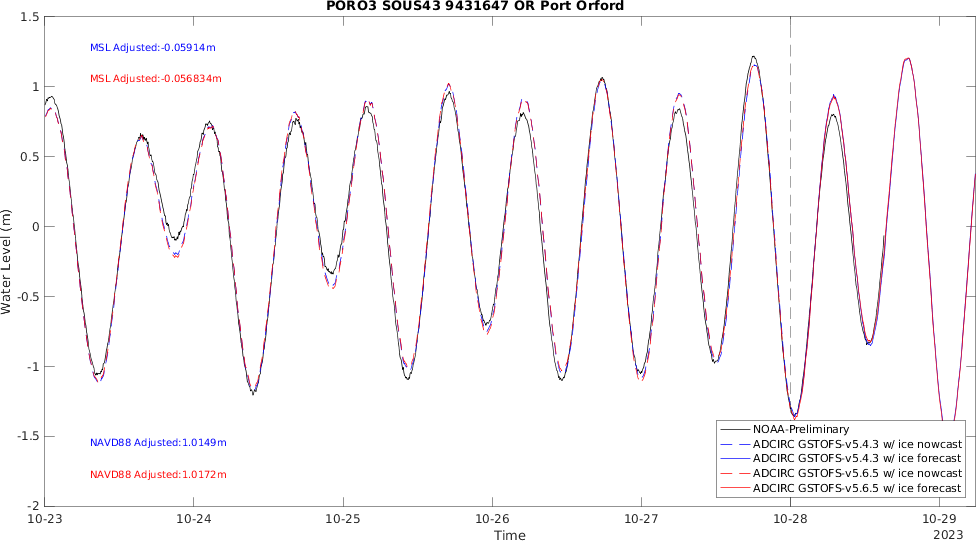 PORO3 SOUS43 9431647 OR Port Orford
MSL Adjusted:-0.05914m
MSL Adjusted:-0.056834m
NAVD88 Adjusted:1.0149m
NAVD88 Adjusted:1.0172m
Water Level (m)
1.5
1
0.5
0
-0.5
-1
-1.5
-2
NOAA-Preliminary
ADCIRC GSTOFS-v5.4.3 w/ ice nowcast
ADCIRC GSTOFS-v5.4.3 w/ ice forecast
ADCIRC GSTOFS-v5.6.5 w/ ice nowcast
ADCIRC GSTOFS-v5.6.5 w/ ice forecast
10-23 10-24 10-25 10-26 10-27 10-28 10-29
Time
2023